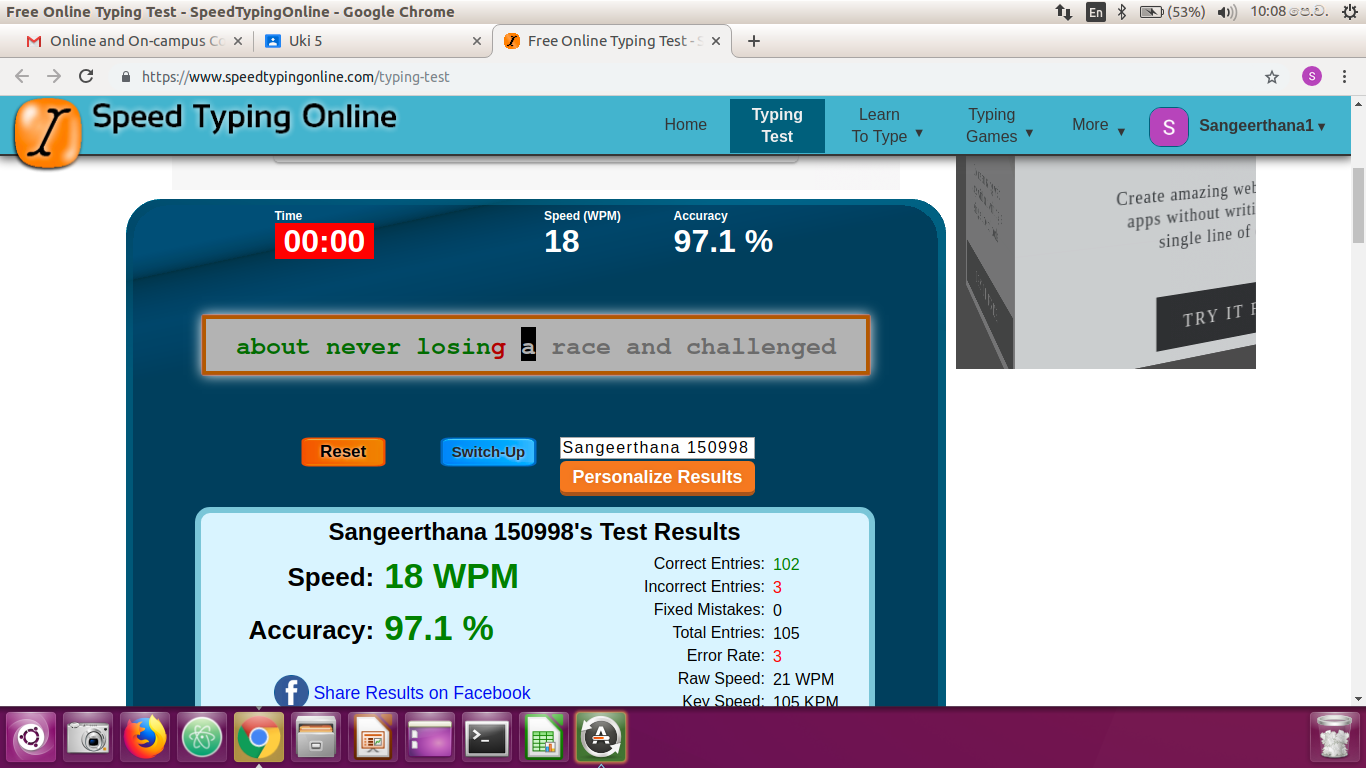 Free Online Typing Test - SpeedTypingOnline - Google Chrome
En (53%) 10:08 පෙ.ව.
Online and On-campus Co
Uki 5
Free Online Typing Test - S
https://www.speedtypingonline.com/typing-test
S
Speed Typing Online
Home
Typing Test
Learn To Type ▼
Typing Games ▼
More ▼
S
Sangeerthana1 ▾
Create amazing web
apps without writi
single line of
TRY IT F
Time
00:00
Speed (WPM)
18
Accuracy
97.1 %
about never losing a race and challenged
Reset
Switch-Up
Sangeerthana 150998
Personalize Results
Sangeerthana 150998's Test Results
Speed: 18 WPM
Accuracy: 97.1 %
Share Results on Facebook
Correct Entries: 102
Incorrect Entries: 3
Fixed Mistakes: 0
Total Entries: 105
Error Rate: 3
Raw Speed: 21 WPM
Key Speed: 105 KPM